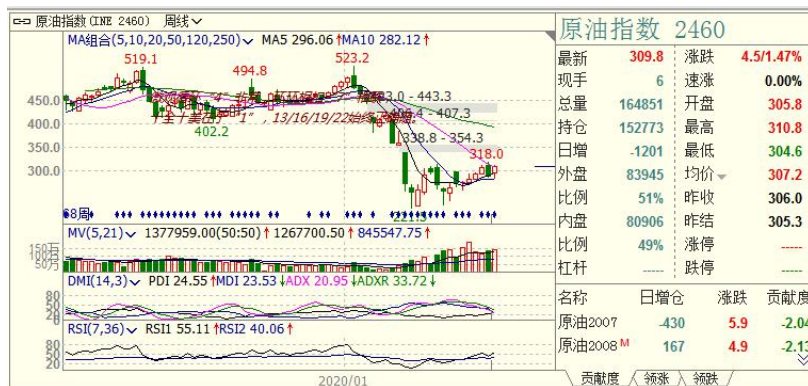 原油指数(INE 2460) 周线
MA组合(5,10,20,50,120,250) MA5 296.06↑MA10 282.12↑
519.1
523.2
494.8
443.3
450.0
407.3
400.0
402.2
338.8 - 354.3
350.0
318.0
300.0
68周
221.5
MV(5,21) 1377959.00(50:50)↑1267700.50↑845547.75↑
150万
100万
50万
DMI(14,3) PDI 24.55↑MDI 23.53↓ADX 20.95↓ADXR 33.72↓
80
60
40
20
RSI(7,36) RSI1 55.11↑RSI2 40.06↑
80
60
40
20
2020/01
原油指数 2460
最新 309.8 涨跌 4.5/1.47%
现手 6 速涨 0.00%
总量 164851 开盘 305.8
持仓 152773 最高 310.8
日增 -1201 最低 304.6
外盘 83945 均价 307.2
比例 51% 昨收 306.0
内盘 80906 昨结 305.3
比例 49% 涨停 -----
杠杆 ----- 跌停 -----
名称 日增仓 涨跌 贡献度
原油2007 -430 5.9 -2.04
原油2008 M 167 4.9 -2.13
贡献度 领涨 领跌